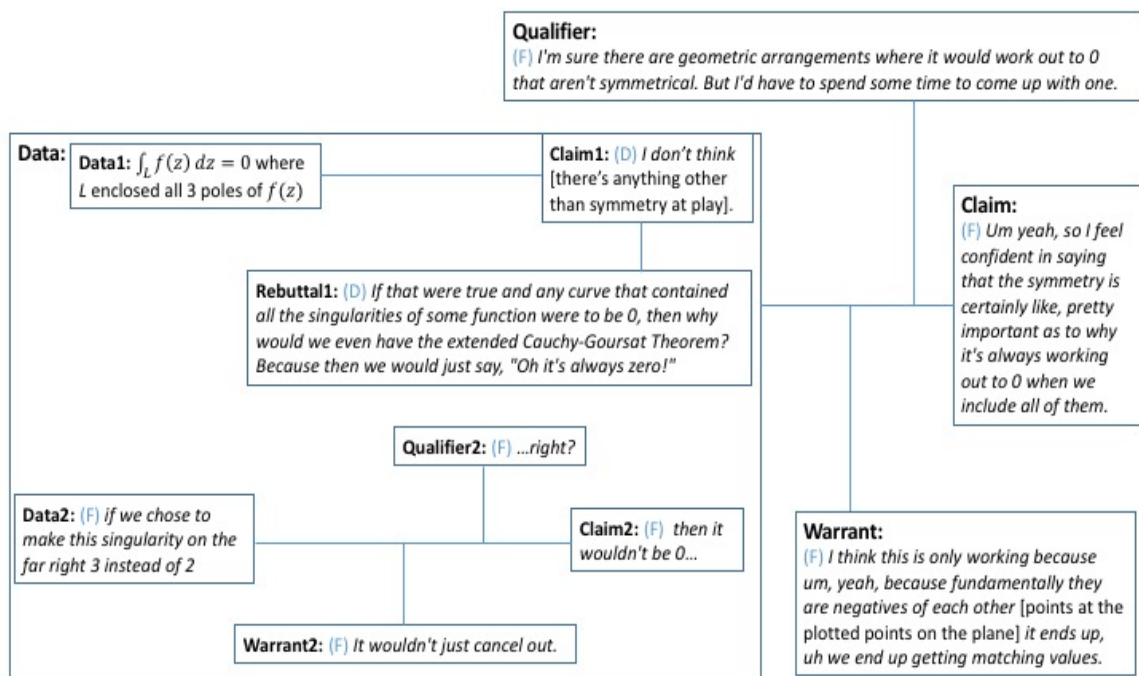 Qualifier:
(F) I'm sure there are geometric arrangements where it would work out to 0
that aren't symmetrical. But I'd have to spend some time to come up with one.
Data:
Data1: ∫_L f(z) dz = 0 where
L enclosed all 3 poles of f(z)
Claim1: (D) I don't think
[there's anything other
than symmetry at play].
Rebuttal1: (D) If that were true and any curve that contained
all the singularities of some function were to be 0, then why
would we even have the extended Cauchy-Goursat Theorem?
Because then we would just say, "Oh it's always zero!"
Qualifier2: (F) ...right?
Data2: (F) if we chose to
make this singularity on the
far right 3 instead of 2
Claim2: (F) then it
wouldn't be 0...
Warrant2: (F) It wouldn't just cancel out.
Claim:
(F) Um yeah, so I feel
confident in saying
that the symmetry is
certainly like, pretty
important as to why
it's always working
out to 0 when we
include all of them.
Warrant:
(F) I think this is only working because
um, yeah, because fundamentally they
are negatives of each other [points at the
plotted points on the plane] it ends up,
uh we end up getting matching values.